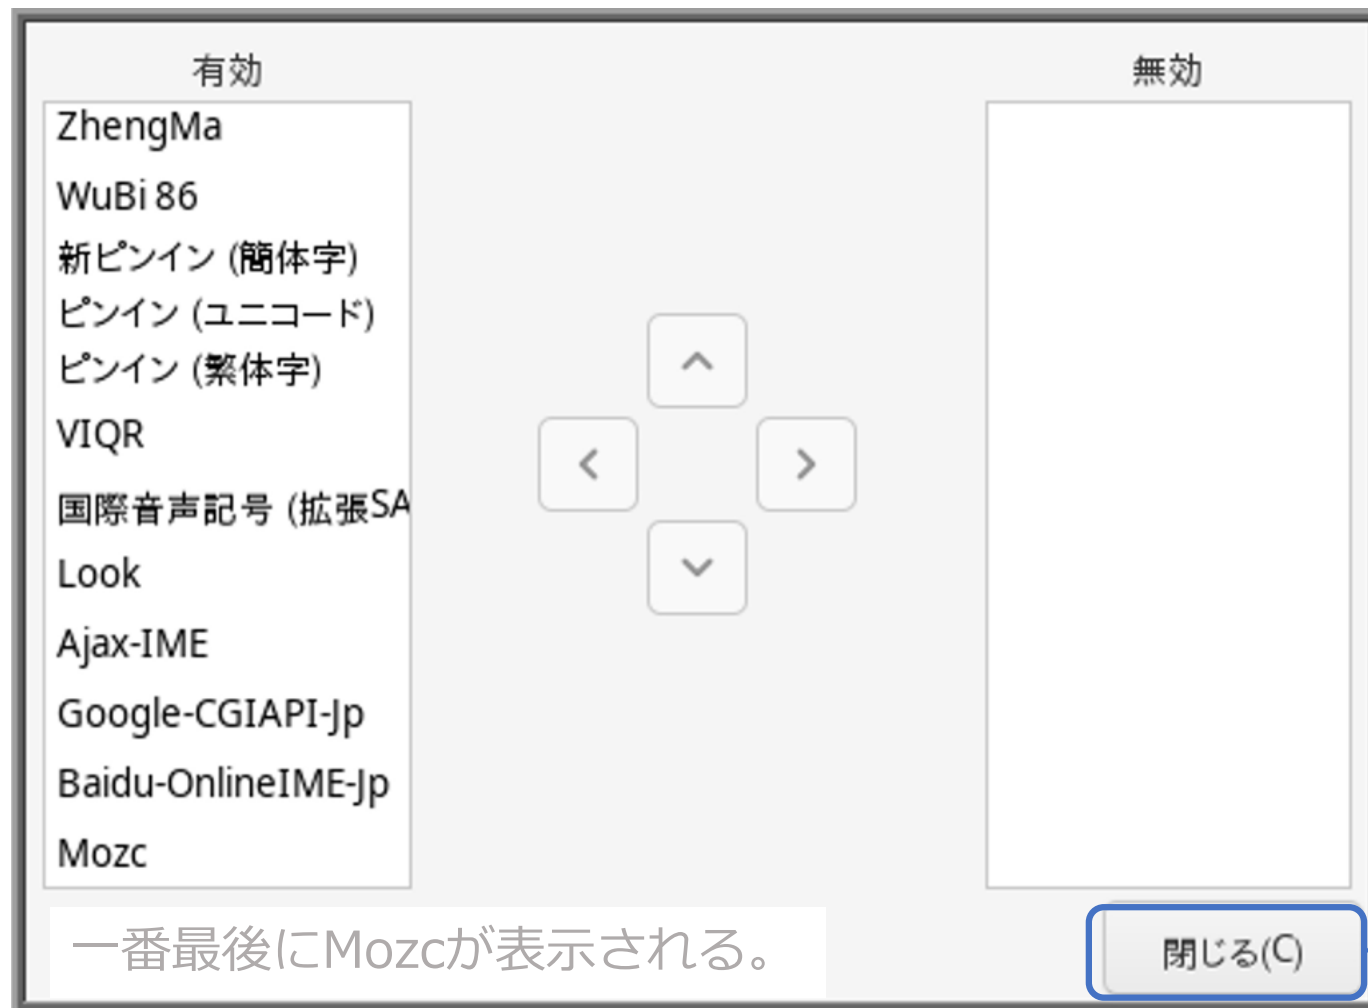 有効
無効
ZhengMa
WuBi 86
新ピンイン (簡体字)
ピンイン (ユニコード)
ピンイン (繁体字)
VIQR
国際音声記号 (拡張SA
Look
Ajax-IME
Google-CGIAPI-Jp
Baidu-OnlineIME-Jp
Mozc
一番最後にMozcが表示される。
閉じる(C)